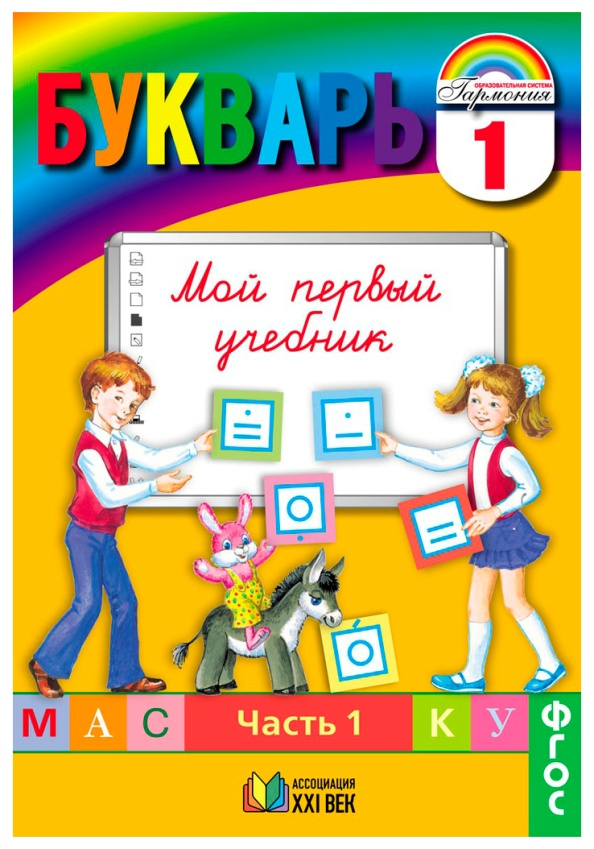 БУКВАРЬ
ОБРАЗОВАТЕЛЬНАЯ СИСТЕМА
Гармония
1
Мой первый
учебник
М А С Часть 1 К У
ФГОС
АССОЦИАЦИЯ
XXI ВЕК